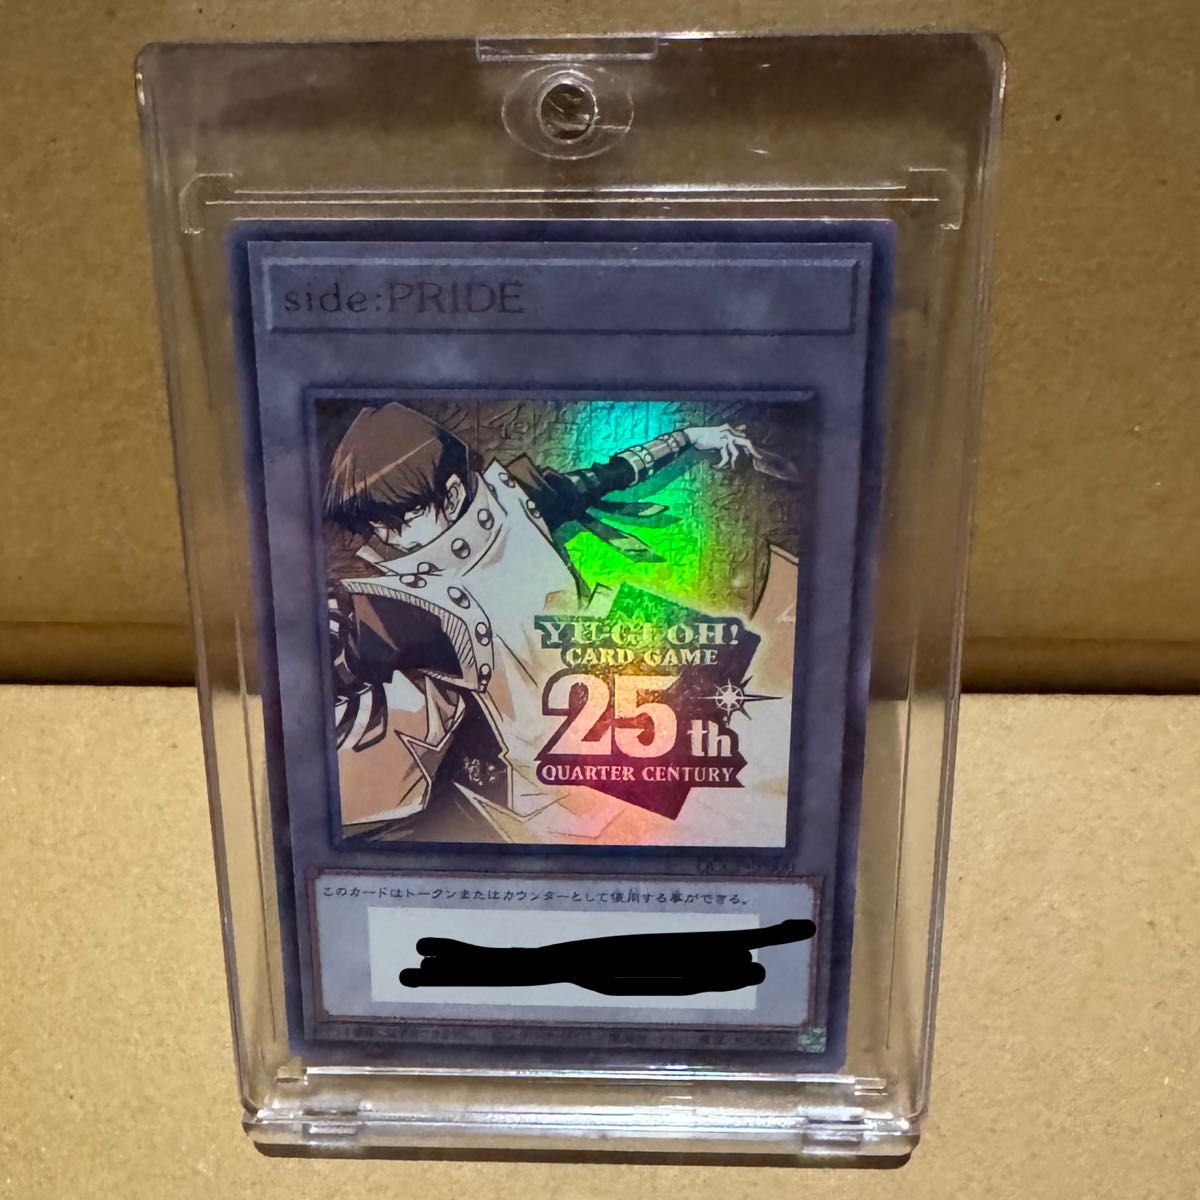 side:PRIDE
YU-GI-OH!
CARD GAME
25th
QUARTER CENTURY
このカードはトークンまたはカウンターとして使用する事ができる。